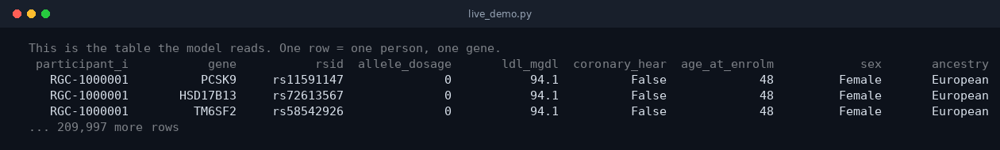 live_demo.py
This is the table the model reads. One row = one person, one gene.
participant_i gene rsid allele_dosage ldl_mgdl coronary_hear age_at_enrolm sex ancestry
RGC-1000001 PCSK9 rs11591147 0 94.1 False 48 Female European
RGC-1000001 HSD17B13 rs72613567 0 94.1 False 48 Female European
RGC-1000001 TM6SF2 rs58542926 0 94.1 False 48 Female European
... 209,997 more rows